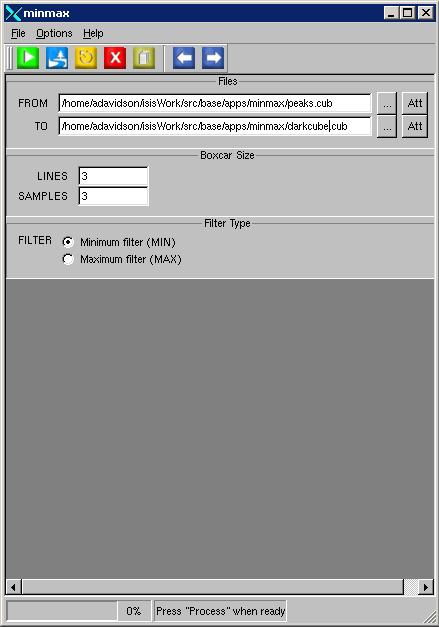 minmax
File Options Help
Files
FROM /home/adavidson/isisWork/src/base/apps/minmax/peaks.cub ... Att
TO /home/adavidson/isisWork/src/base/apps/minmax/darkcube.cub ... Att
Boxcar Size
LINES 3
SAMPLES 3
Filter Type
FILTER Minimum filter (MIN)
Maximum filter (MAX)
0% Press "Process" when ready